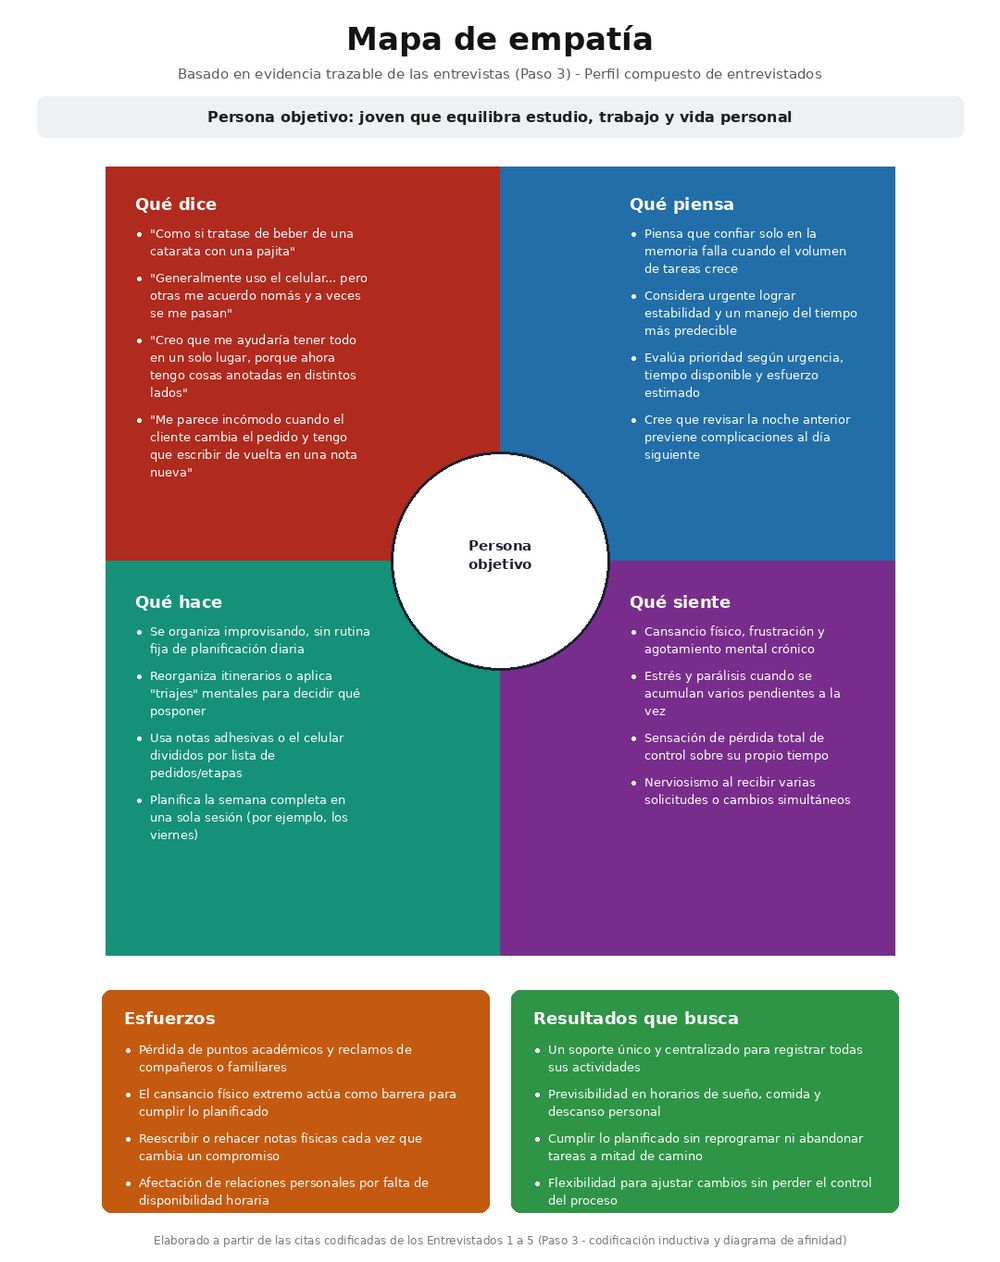 Mapa de empatía
Basado en evidencia trazable de las entrevistas (Paso 3) - Perfil compuesto de entrevistados
Persona objetivo: joven que equilibra estudio, trabajo y vida personal
Qué dice
• "Como si tratase de beber de una
catarata con una pajita"
• "Generalmente uso el celular... pero
otras me acuerdo nomás y a veces
se me pasan"
• "Creo que me ayudaría tener todo
en un solo lugar, porque ahora
tengo cosas anotadas en distintos
lados"
• "Me parece incómodo cuando el
cliente cambia el pedido y tengo
que escribir de vuelta en una nota
nueva"
Qué piensa
• Piensa que confiar solo en la
memoria falla cuando el volumen
de tareas crece
• Considera urgente lograr
estabilidad y un manejo del tiempo
más predecible
• Evalúa prioridad según urgencia,
tiempo disponible y esfuerzo
estimado
• Cree que revisar la noche anterior
previene complicaciones al día
siguiente
Persona
objetivo
Qué hace
• Se organiza improvisando, sin rutina
fija de planificación diaria
• Reorganiza itinerarios o aplica
"triajes" mentales para decidir qué
posponer
• Usa notas adhesivas o el celular
divididos por lista de
pedidos/etapas
• Planifica la semana completa en
una sola sesión (por ejemplo, los
viernes)
Qué siente
• Cansancio físico, frustración y
agotamiento mental crónico
• Estrés y parálisis cuando se
acumulan varios pendientes a la
vez
• Sensación de pérdida total de
control sobre su propio tiempo
• Nerviosismo al recibir varias
solicitudes o cambios simultáneos
Esfuerzos
• Pérdida de puntos académicos y reclamos de
compañeros o familiares
• El cansancio físico extremo actúa como barrera para
cumplir lo planificado
• Reescribir o rehacer notas físicas cada vez que
cambia un compromiso
• Afectación de relaciones personales por falta de
disponibilidad horaria
Resultados que busca
• Un soporte único y centralizado para registrar todas
sus actividades
• Previsibilidad en horarios de sueño, comida y
descanso personal
• Cumplir lo planificado sin reprogramar ni abandonar
tareas a mitad de camino
• Flexibilidad para ajustar cambios sin perder el control
del proceso
Elaborado a partir de las citas codificadas de los Entrevistados 1 a 5 (Paso 3 - codificación inductiva y diagrama de afinidad)